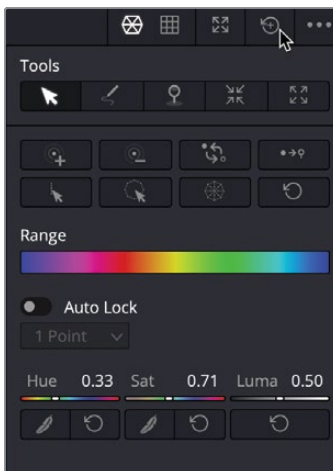 Tools
Range
Auto Lock
1 Point
Hue 0.33 Sat 0.71 Luma 0.50